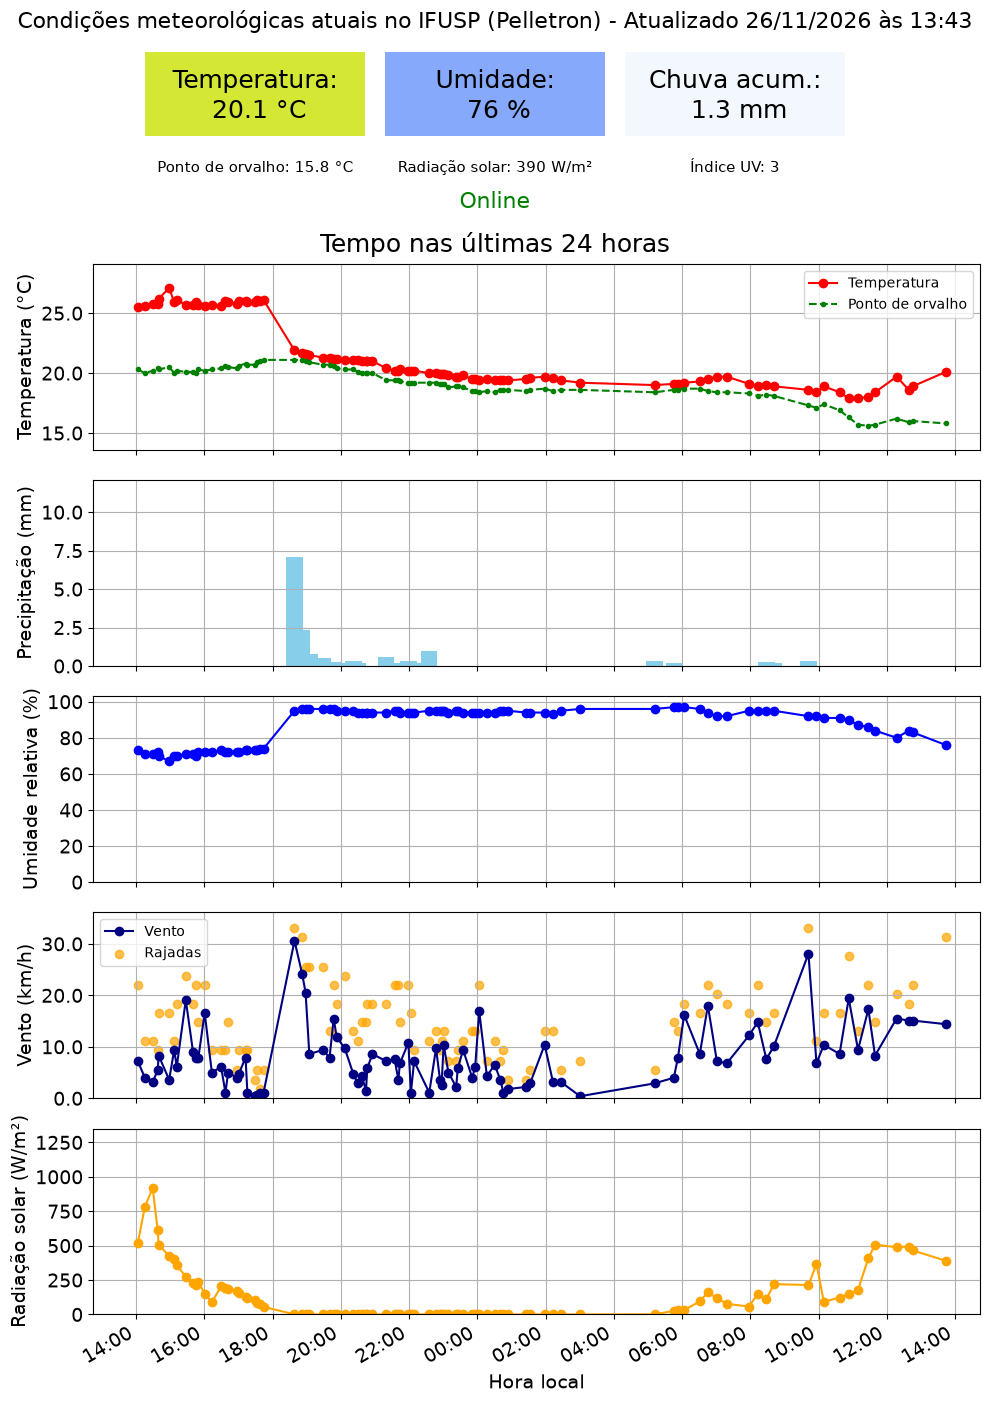 Condições meteorológicas atuais no IFUSP (Pelletron) - Atualizado 26/11/2026 às 13:43
Temperatura:
20.1 °C
Umidade:
76 %
Chuva acum.:
1.3 mm
Ponto de orvalho: 15.8 °C
Radiação solar: 390 W/m²
Índice UV: 3
Online
Tempo nas últimas 24 horas
Temperatura (°C)
25.0
20.0
15.0
Temperatura
Ponto de orvalho
Precipitação (mm)
10.0
7.5
5.0
2.5
0.0
Umidade relativa (%)
100
80
60
40
20
0
Vento (km/h)
30.0
20.0
10.0
0.0
Vento
Rajadas
Radiação solar (W/m²)
1250
1000
750
500
250
0
14:00
16:00
18:00
20:00
22:00
00:00
02:00
04:00
06:00
08:00
10:00
12:00
14:00
Hora local